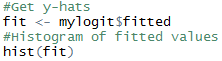 #Get y-hats
fit <- mylogit$fitted
#Histogram of fitted values
hist(fit)